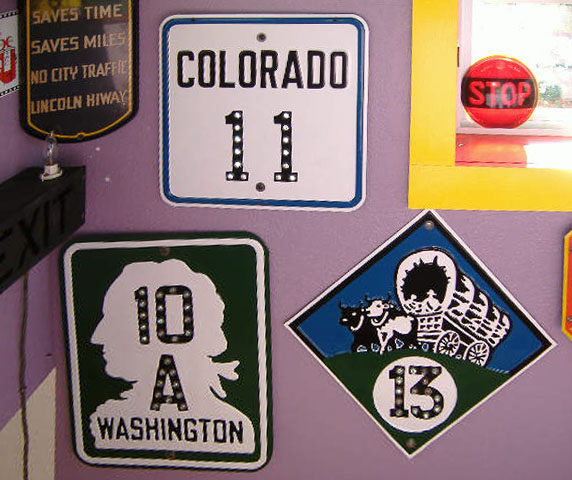 SAVES TIME
SAVES MILES
NO CITY TRAFFIC
LINCOLN HIWAY
COLORADO
11
STOP
EXIT
10
A
WASHINGTON
13